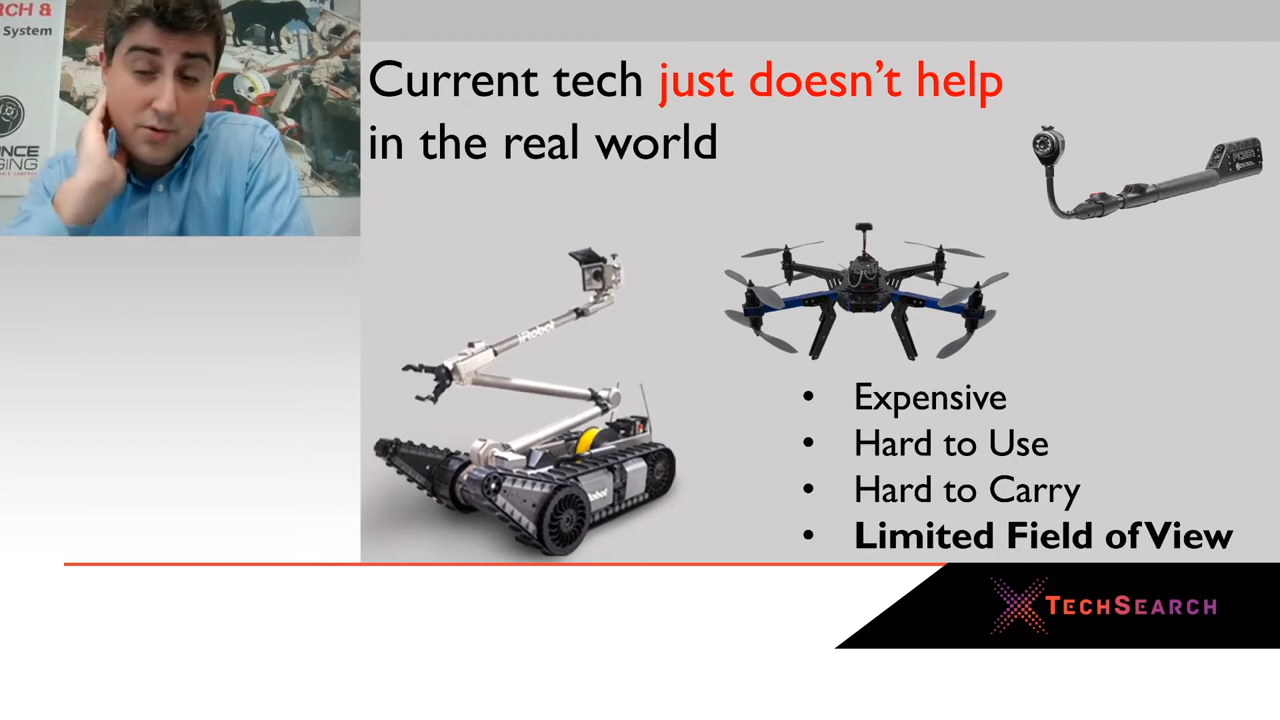 RCH &
System
NCE
GING
Current tech just doesn't help
in the real world
iRobot
• Expensive
• Hard to Use
• Hard to Carry
• Limited Field of View
TECHSEARCH